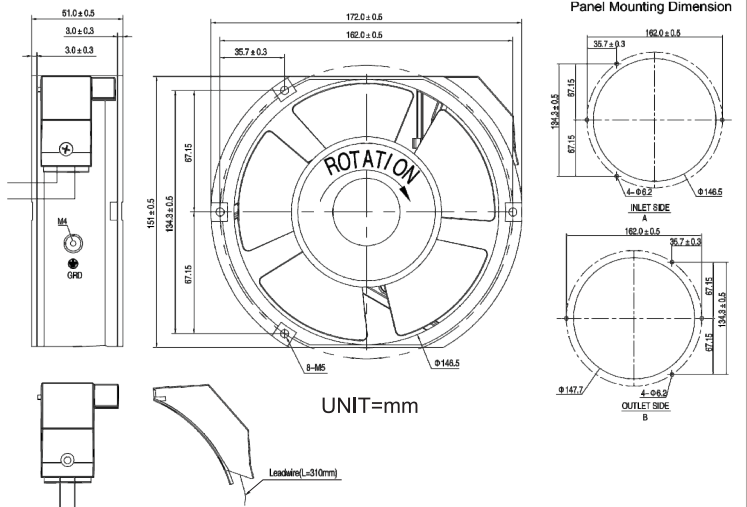 Panel Mounting Dimension
51.0±0.5
3.0±0.3
3.0±0.3
172.0±0.5
162.0±0.5
35.7±0.3
ROTATION
151±0.5
134.3±0.5
67.15
67.15
M4
GRD
8-M5
Φ146.5
UNIT=mm
Leadwire(L=310mm)
162.0±0.5
35.7±0.3
134.3±0.5
67.15
67.15
4-Φ6.2
Φ146.5
INLET SIDE
A
162.0±0.5
35.7±0.3
67.15
134.3±0.5
67.15
Φ147.7
4-Φ6.2
OUTLET SIDE
B